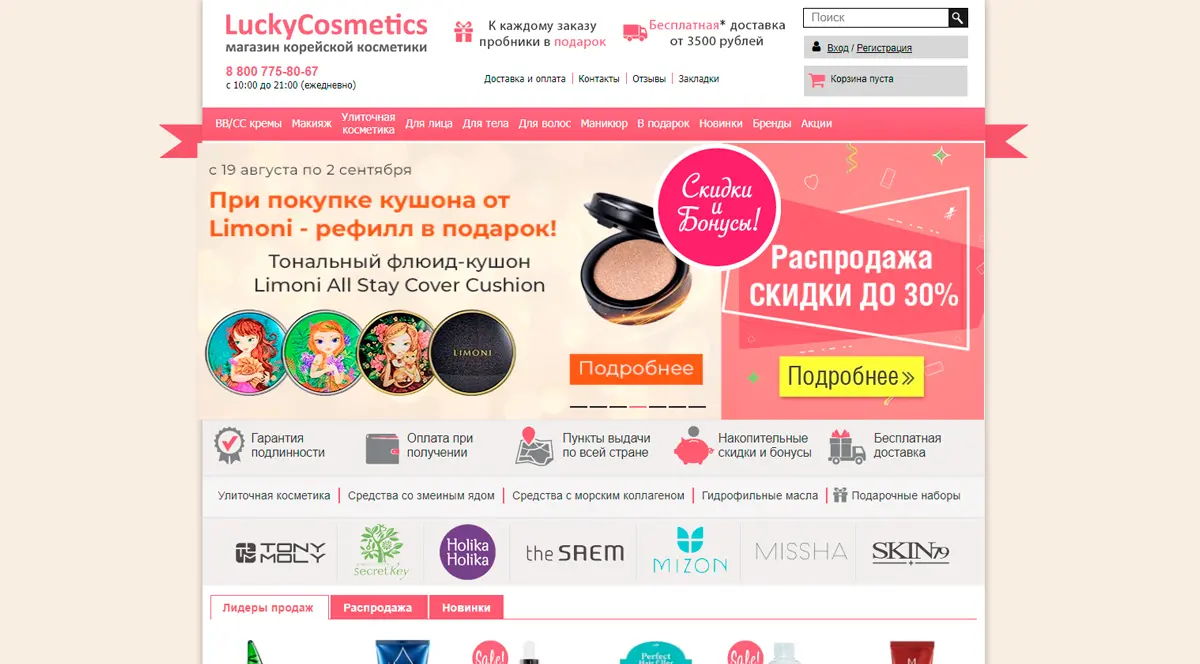 LuckyCosmetics
магазин корейской косметики
8 800 775-80-67
с 10:00 до 21:00 (ежедневно)
К каждому заказу
пробники в подарок
Бесплатная* доставка
от 3500 рублей
Доставка и оплата | Контакты | Отзывы | Закладки
Поиск
Вход / Регистрация
Корзина пуста
BB/CC кремы Макияж Улиточная косметика Для лица Для тела Для волос Маникюр В подарок Новинки Бренды Акции
с 19 августа по 2 сентября
При покупке кушона от
Limoni - рефилл в подарок!
Тональный флюид-кушон
Limoni All Stay Cover Cushion
LIMONI
Подробнее
Скидки
и
Бонусы!
Распродажа
СКИДКИ ДО 30%
Подробнее»
Гарантия
подлинности
Оплата при
получении
Пункты выдачи
по всей стране
Накопительные
скидки и бонусы
Бесплатная
доставка
Улиточная косметика | Средства со змеиным ядом | Средства с морским коллагеном | Гидрофильные масла | Подарочные наборы
TONY
MOLY
Secret Key
Holika
Holika
the SAEM
MIZON
MISSHA
SKIN79
Лидеры продаж Распродажа Новинки
Sale!
Perfect
Sale!
M